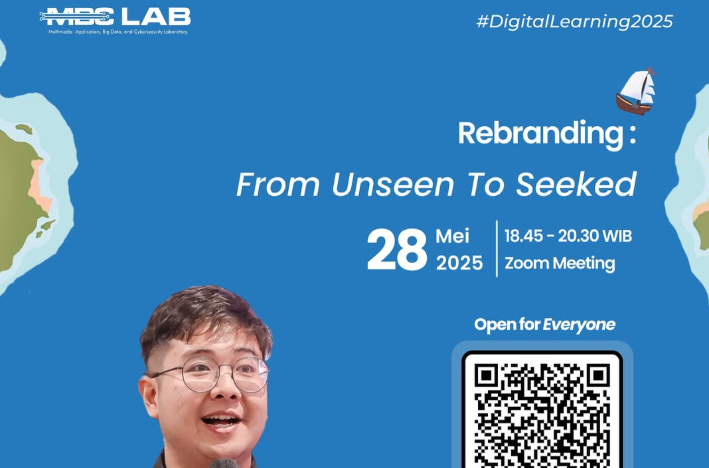 MBC LAB
Multimedia Application, Big Data, and Cybersecurity Laboratory
#DigitalLearning2025
Rebranding :
From Unseen To Seeked
28 Mei 2025
18.45 - 20.30 WIB
Zoom Meeting
Open for Everyone